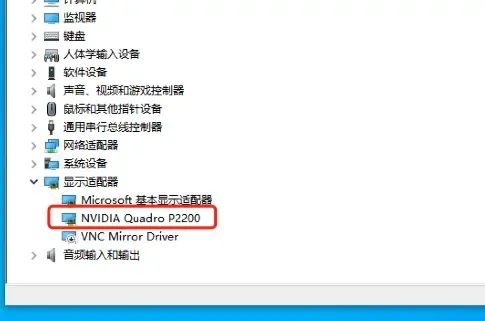 监视器
键盘
人体学输入设备
软件设备
声音、视频和游戏控制器
鼠标和其他指针设备
通用串行总线控制器
网络适配器
系统设备
显示适配器
Microsoft 基本显示适配器
NVIDIA Quadro P2200
VNC Mirror Driver
音频输入和输出